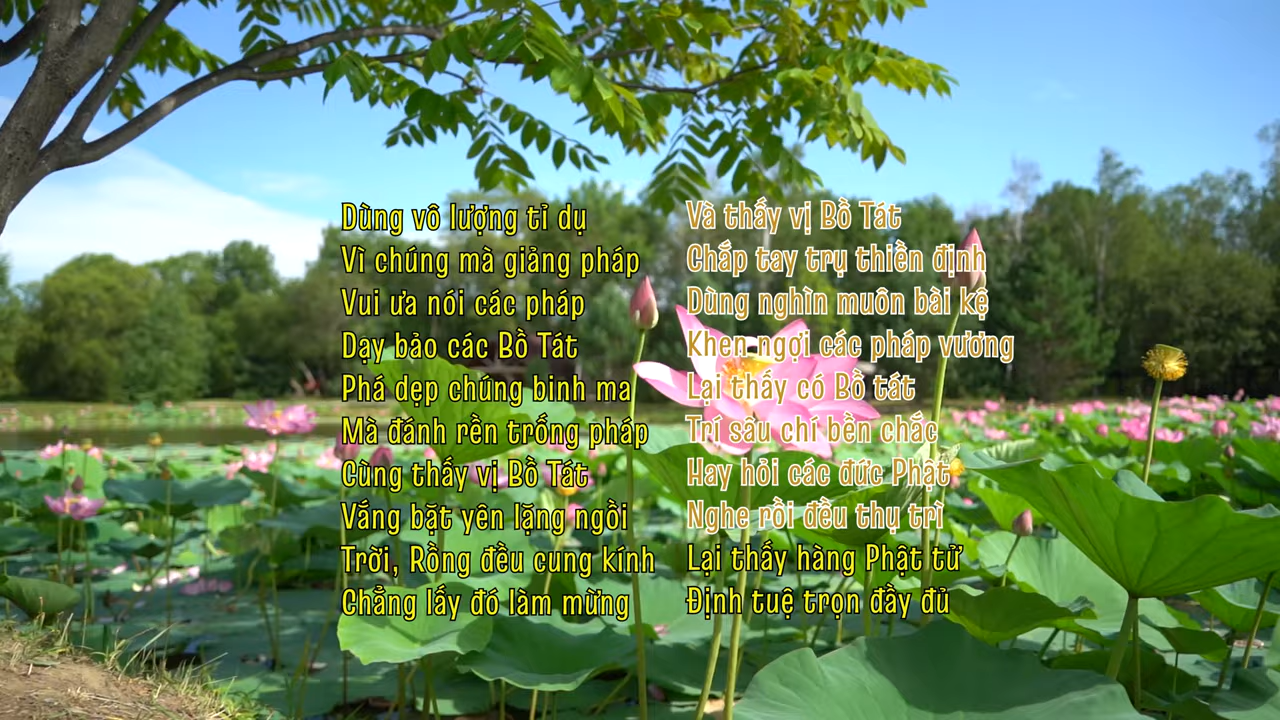 Dùng vô lượng tỉ dụ
Vì chúng mà giảng pháp
Vui ưa nói các pháp
Dạy bảo các Bồ Tát
Phá dẹp chúng binh ma
Mà đánh rền trống pháp
Cùng thấy vị Bồ Tát
Vắng bặt yên lặng ngồi
Trời, Rồng đều cung kính
Chẳng lấy đó làm mừng
Và thấy vị Bồ Tát
Chắp tay trụ thiền định
Dùng nghìn muôn bài kệ
Khen ngợi các pháp vương
Lại thấy có Bồ tát
Trí sâu chí bền chắc
Hay hỏi các đức Phật
Nghe rồi đều thụ trì
Lại thấy hàng Phật tử
Định tuệ trọn đầy đủ